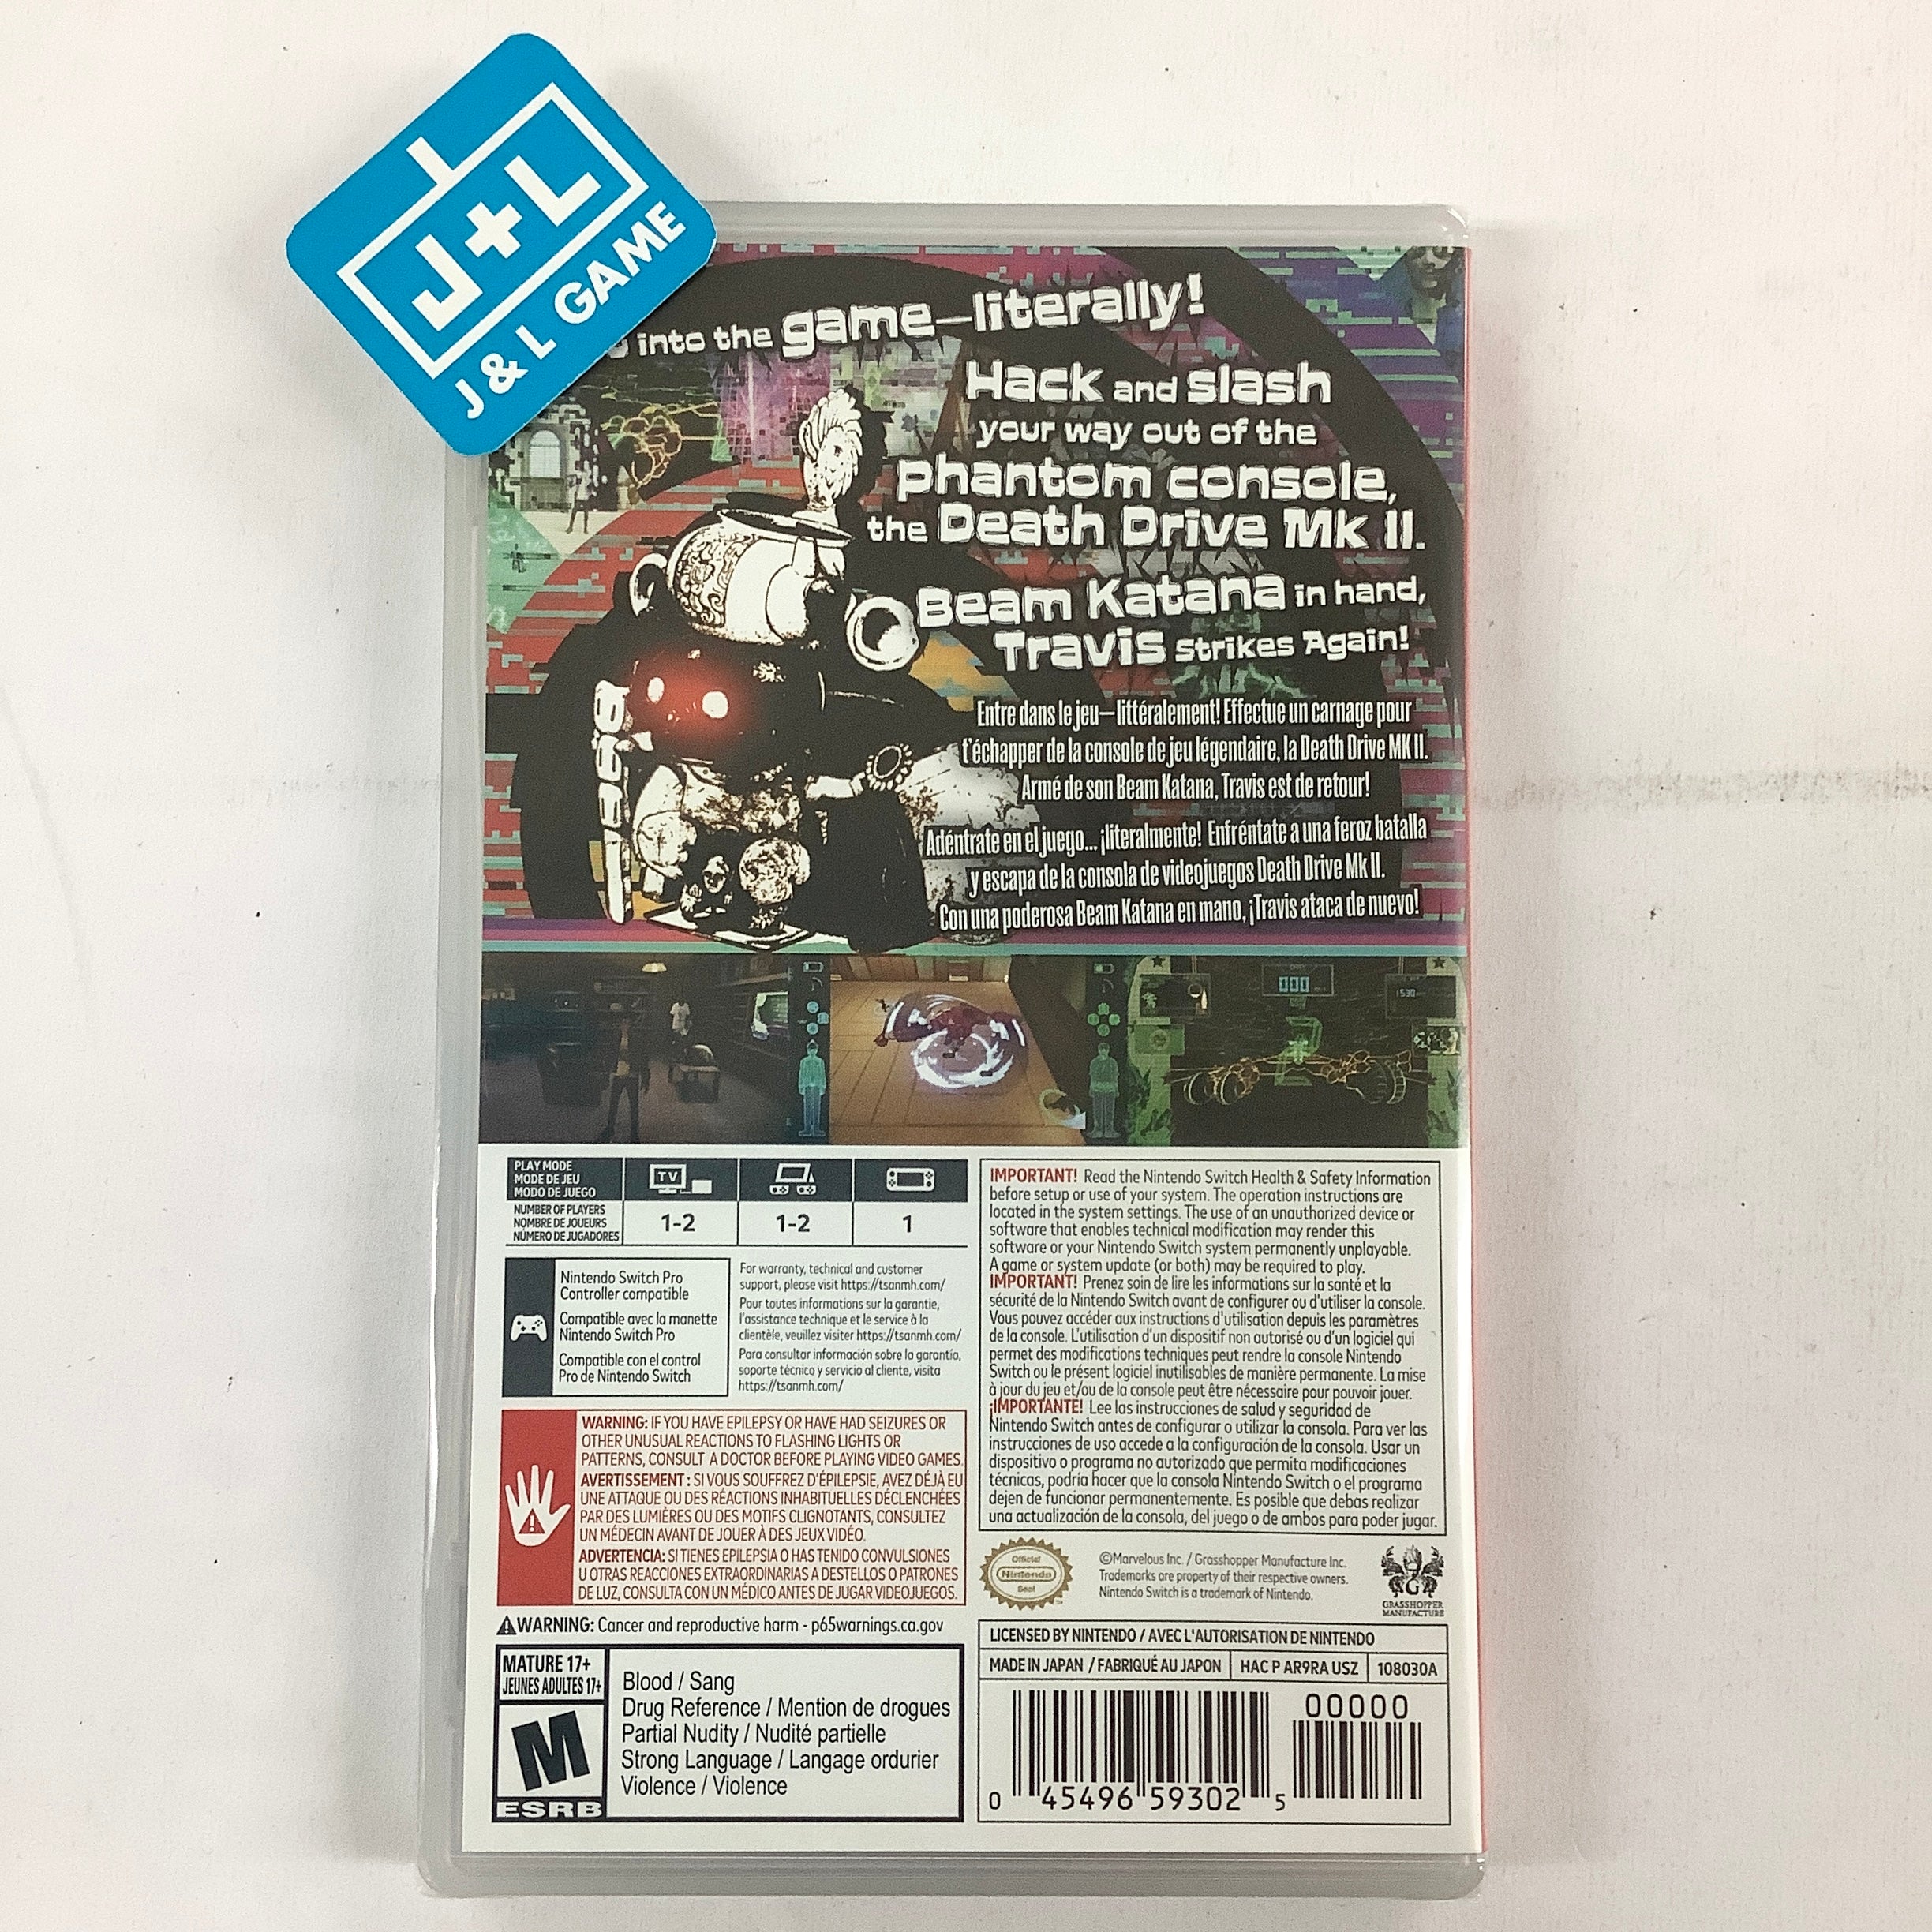 J+L
J & L GAME
into the game—literally!
Hack and slash
your way out of the
phantom console,
the Death Drive Mk II.
Beam Katana in hand,
Travis strikes Again!
Entre dans le jeu—littéralement! Effectue un carnage pour
t'échapper de la console de jeu légendaire, la Death Drive MK II.
Armé de son Beam Katana, Travis est de retour!
Adéntrate en el juego... ¡literalmente! Enfréntate a una feroz batalla
y escapa de la consola de videojuegos Death Drive Mk II.
Con una poderosa Beam Katana en mano, ¡Travis ataca de nuevo!
000
1530
PLAY MODE
MODE DE JEU
MODO DE JUEGO
TV
NUMBER OF PLAYERS
NOMBRE DE JOUEURS
NÚMERO DE JUGADORES
1-2
1-2
1
Nintendo Switch Pro
Controller compatible
Compatible avec la manette
Nintendo Switch Pro
Compatible con el control
Pro de Nintendo Switch
For warranty, technical and customer
support, please visit https://tsanmh.com/
Pour toutes informations sur la garantie,
l'assistance technique et le service à la
clientèle, veuillez visiter https://tsanmh.com/
Para consultar información sobre la garantía,
soporte técnico y servicio al cliente, visita
https://tsanmh.com/
WARNING: IF YOU HAVE EPILEPSY OR HAVE HAD SEIZURES OR
OTHER UNUSUAL REACTIONS TO FLASHING LIGHTS OR
PATTERNS, CONSULT A DOCTOR BEFORE PLAYING VIDEO GAMES.
AVERTISSEMENT : SI VOUS SOUFFREZ D'ÉPILEPSIE, AVEZ DÉJÀ EU
UNE ATTAQUE OU DES RÉACTIONS INHABITUELLES DÉCLENCHÉES
PAR DES LUMIÈRES OU DES MOTIFS CLIGNOTANTS, CONSULTEZ
UN MÉDECIN AVANT DE JOUER À DES JEUX VIDÉO.
ADVERTENCIA: SI TIENES EPILEPSIA O HAS TENIDO CONVULSIONES
U OTRAS REACCIONES EXTRAORDINARIAS A DESTELLOS O PATRONES
DE LUZ, CONSULTA CON UN MÉDICO ANTES DE JUGAR VIDEOJUEGOS.
WARNING: Cancer and reproductive harm - p65warnings.ca.gov
MATURE 17+
JEUNES ADULTES 17+
M
ESRB
Blood / Sang
Drug Reference / Mention de drogues
Partial Nudity / Nudité partielle
Strong Language / Langage ordurier
Violence / Violence
IMPORTANT! Read the Nintendo Switch Health & Safety Information
before setup or use of your system. The operation instructions are
located in the system settings. The use of an unauthorized device or
software that enables technical modification may render this
software or your Nintendo Switch system permanently unplayable.
A game or system update (or both) may be required to play.
IMPORTANT! Prenez soin de lire les informations sur la santé et la
sécurité de la Nintendo Switch avant de configurer ou d'utiliser la console.
Vous pouvez accéder aux instructions d'utilisation depuis les paramètres
de la console. L'utilisation d'un dispositif non autorisé ou d'un logiciel qui
permet des modifications techniques peut rendre la console Nintendo
Switch ou le présent logiciel inutilisables de manière permanente. La mise
à jour du jeu et/ou de la console peut être nécessaire pour pouvoir jouer.
¡IMPORTANTE! Lee las instrucciones de salud y seguridad de
Nintendo Switch antes de configurar o utilizar la consola. Para ver las
instrucciones de uso accede a la configuración de la consola. Usar un
dispositivo o programa no autorizado que permita modificaciones
técnicas, podría hacer que la consola Nintendo Switch o el programa
dejen de funcionar permanentemente. Es posible que debas realizar
una actualización de la consola, del juego o de ambos para poder jugar.
Official
Nintendo
Seal
©Marvelous Inc. / Grasshopper Manufacture Inc.
Trademarks are property of their respective owners.
Nintendo Switch is a trademark of Nintendo.
GRASSHOPPER
MANUFACTURE
LICENSED BY NINTENDO / AVEC L'AUTORISATION DE NINTENDO
MADE IN JAPAN / FABRIQUÉ AU JAPON
HAC P AR9RA USZ
108030A
00000
0 45496 59302 5